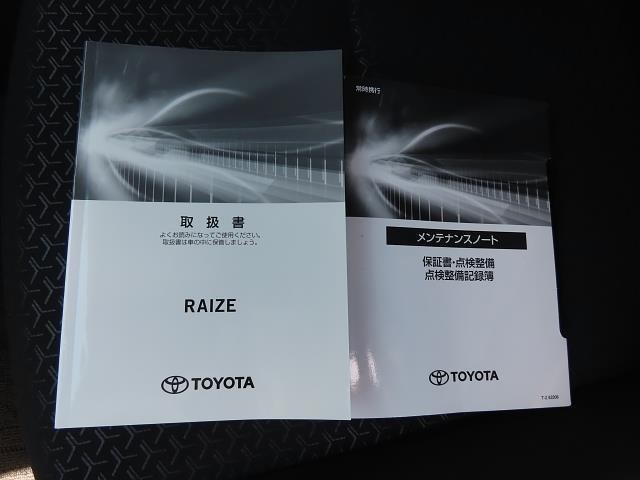 取扱書
よくお読みになってご使用ください。
取扱書は車の中に保管しましょう。
RAIZE
TOYOTA
常時携行
メンテナンスノート
保証書・点検整備
点検整備記録簿
TOYOTA